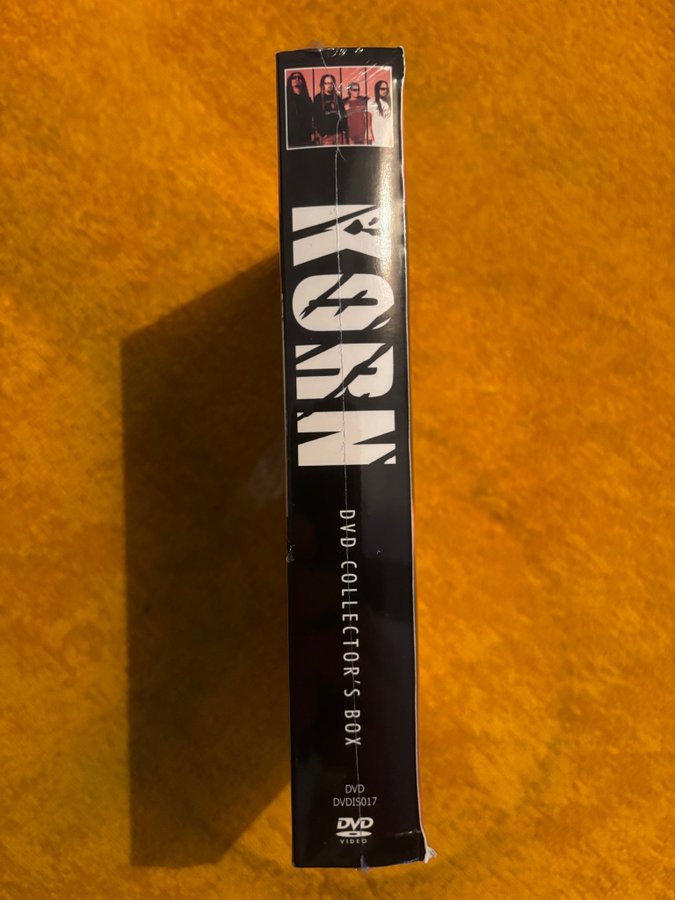 KORN
DVD COLLECTOR'S BOX
DVD
DVDIS017
DVD
VIDEO